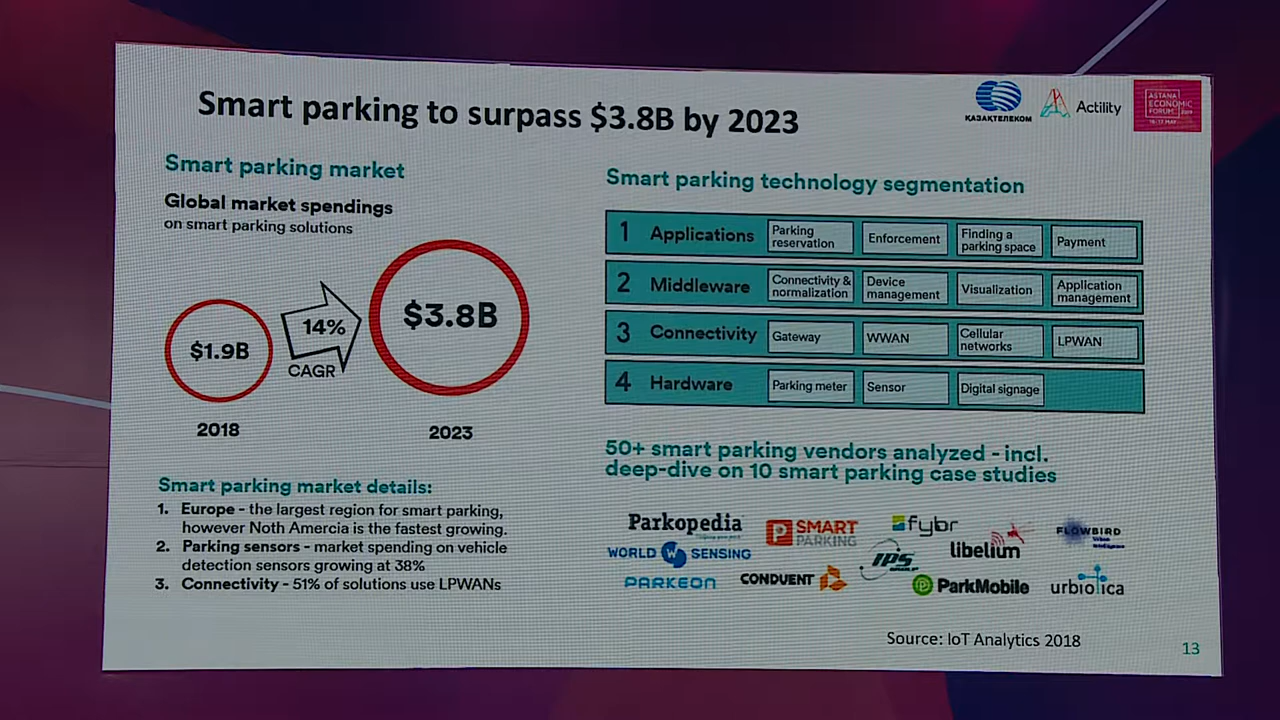 Smart parking to surpass $3.8B by 2023
ҚАЗАҚТЕЛЕКОМ
Actility
ASTANA
ECONOMIC
FORUM
16-17 MAY
Smart parking market
Global market spendings
on smart parking solutions
$1.9B
14%
CAGR
$3.8B
2018
2023
Smart parking market details:
1. Europe - the largest region for smart parking,
however Noth Amercia is the fastest growing.
2. Parking sensors - market spending on vehicle
detection sensors growing at 38%
3. Connectivity - 51% of solutions use LPWANs
Smart parking technology segmentation
1 Applications
Parking
reservation
Enforcement
Finding a
parking space
Payment
2 Middleware
Connectivity &
normalization
Device
management
Visualization
Application
management
3 Connectivity
Gateway
WWAN
Cellular
networks
LPWAN
4 Hardware
Parking meter
Sensor
Digital signage
50+ smart parking vendors analyzed - incl.
deep-dive on 10 smart parking case studies
Parkopedia
SMART
PARKING
fybr
libelium
FLOWBIRD
WORLD W SENSING
IPS
GROUP
PARKEON
CONDUENT
ParkMobile
urbiotica
Source: IoT Analytics 2018
13